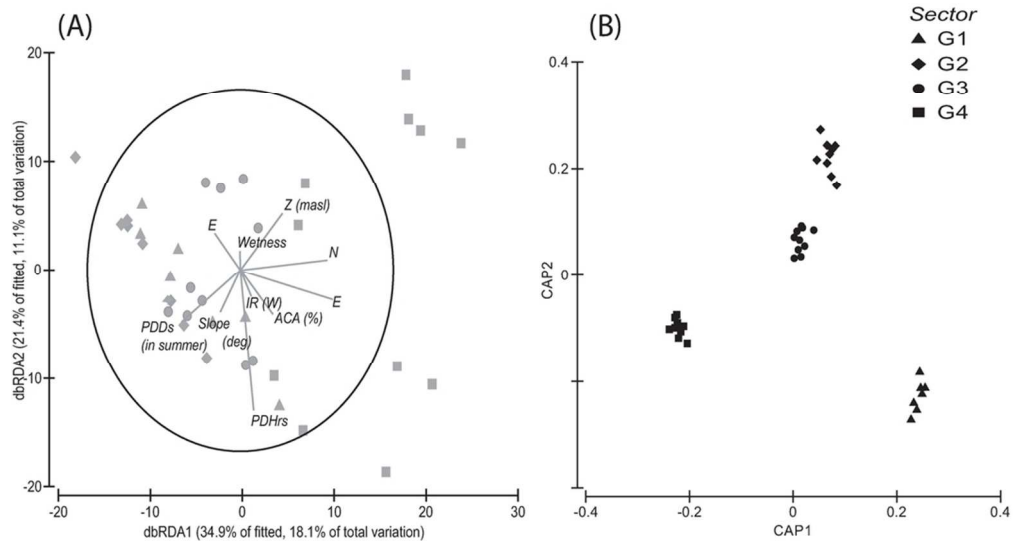 (A)
20
10
0
-10
-20
-20
-10
0
10
20
30
dbRDA2 (21.4% of fitted, 11.1% of total variation)
dbRDA1 (34.9% of fitted, 18.1% of total variation)
E
Z (masl)
Wetness
N
E
IR (W)
ACA (%)
Slope
(deg)
PDDs
(in summer)
PDHrs
(B)
Sector
G1
G2
G3
G4
0.4
0.2
0
CAP2
-0.4
-0.2
0
0.2
0.4
CAP1